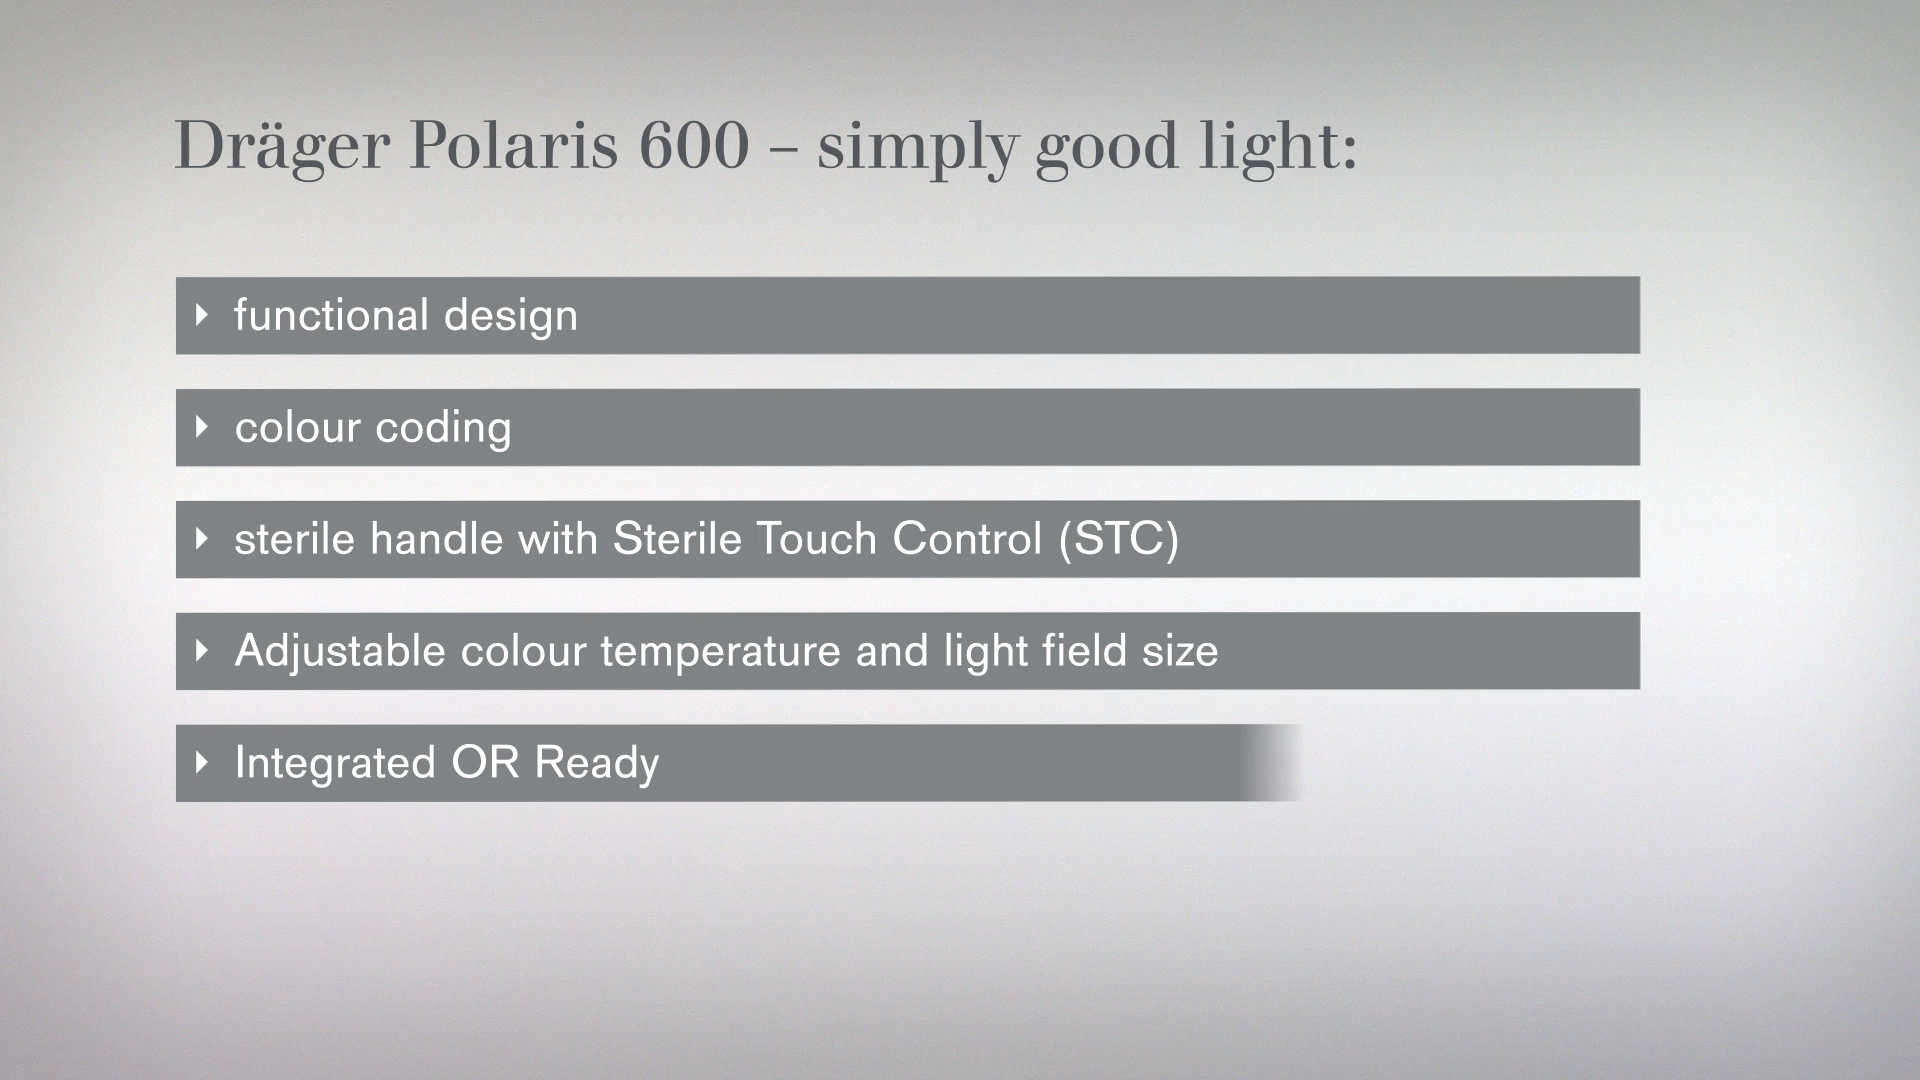 Dräger Polaris 600 – simply good light:
functional design
colour coding
sterile handle with Sterile Touch Control (STC)
Adjustable colour temperature and light field size
Integrated OR Ready